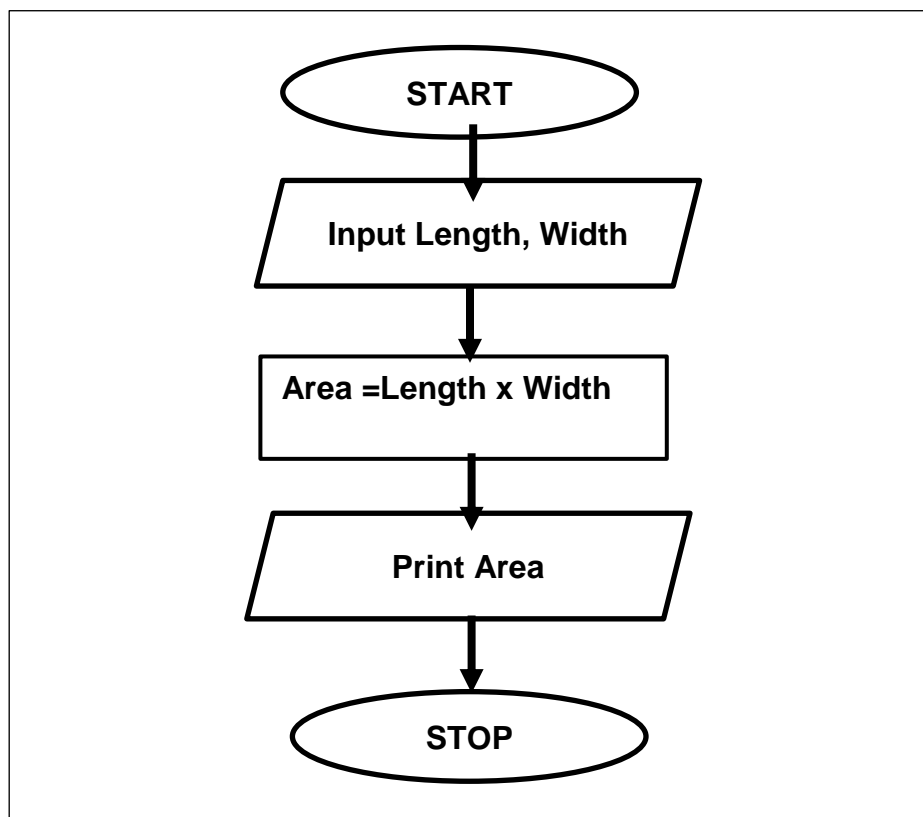 START
Input Length, Width
Area =Length x Width
Print Area
STOP